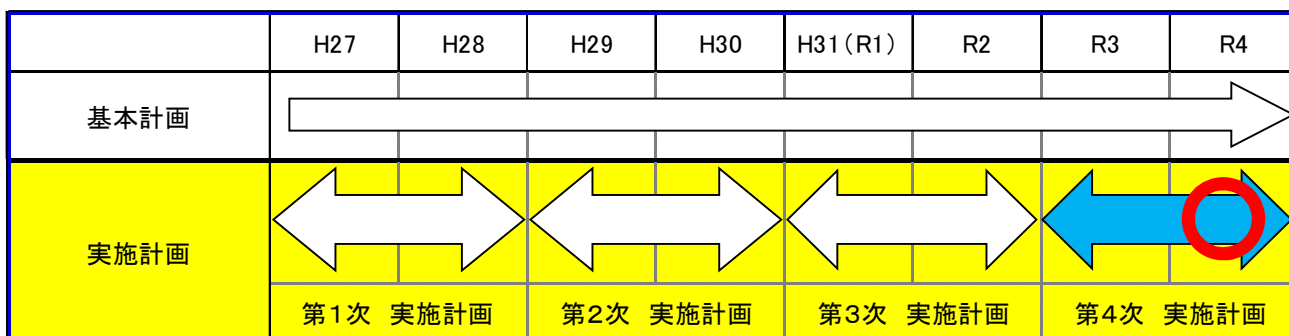 H27 H28 H29 H30 H31(R1) R2 R3 R4
基本計画
実施計画
第1次 実施計画 第2次 実施計画 第3次 実施計画 第4次 実施計画